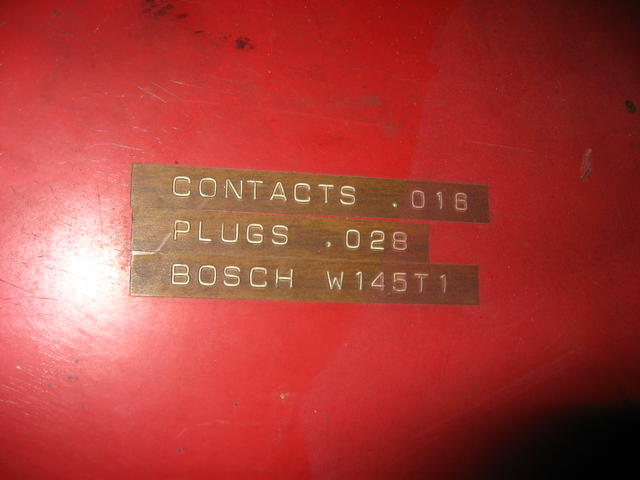 CONTACTS .016
PLUGS .028
BOSCH W145T1